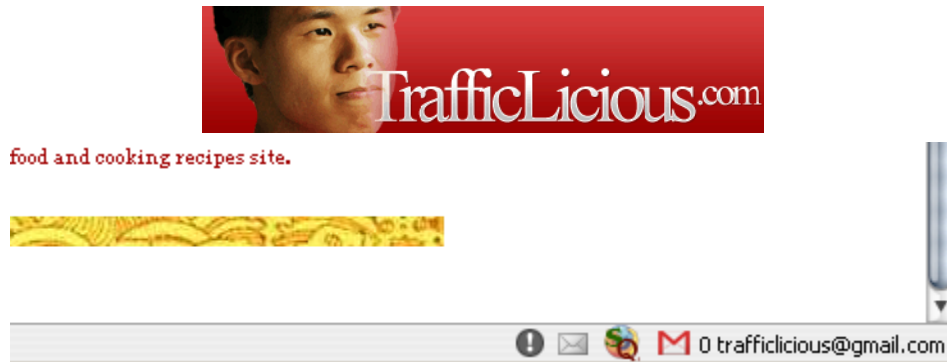 TrafficLicious.com
food and cooking recipes site.
0 trafficlicious@gmail.com